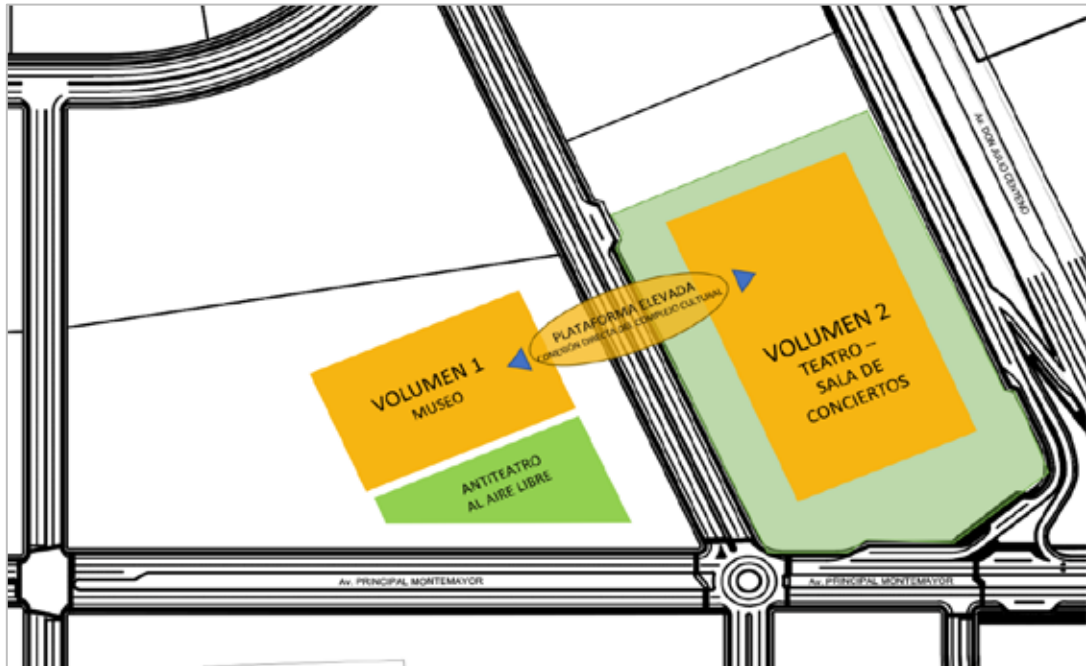 Av. DON JULIO CENTENO
PLATAFORMA ELEVADA
CONEXIÓN DIRECTA DEL COMPLEJO CULTURAL
VOLUMEN 1
MUSEO
VOLUMEN 2
TEATRO –
SALA DE
CONCIERTOS
ANTITEATRO
AL AIRE LIBRE
Av. PRINCIPAL MONTEMAYOR
Av. PRINCIPAL MONTEMAYOR